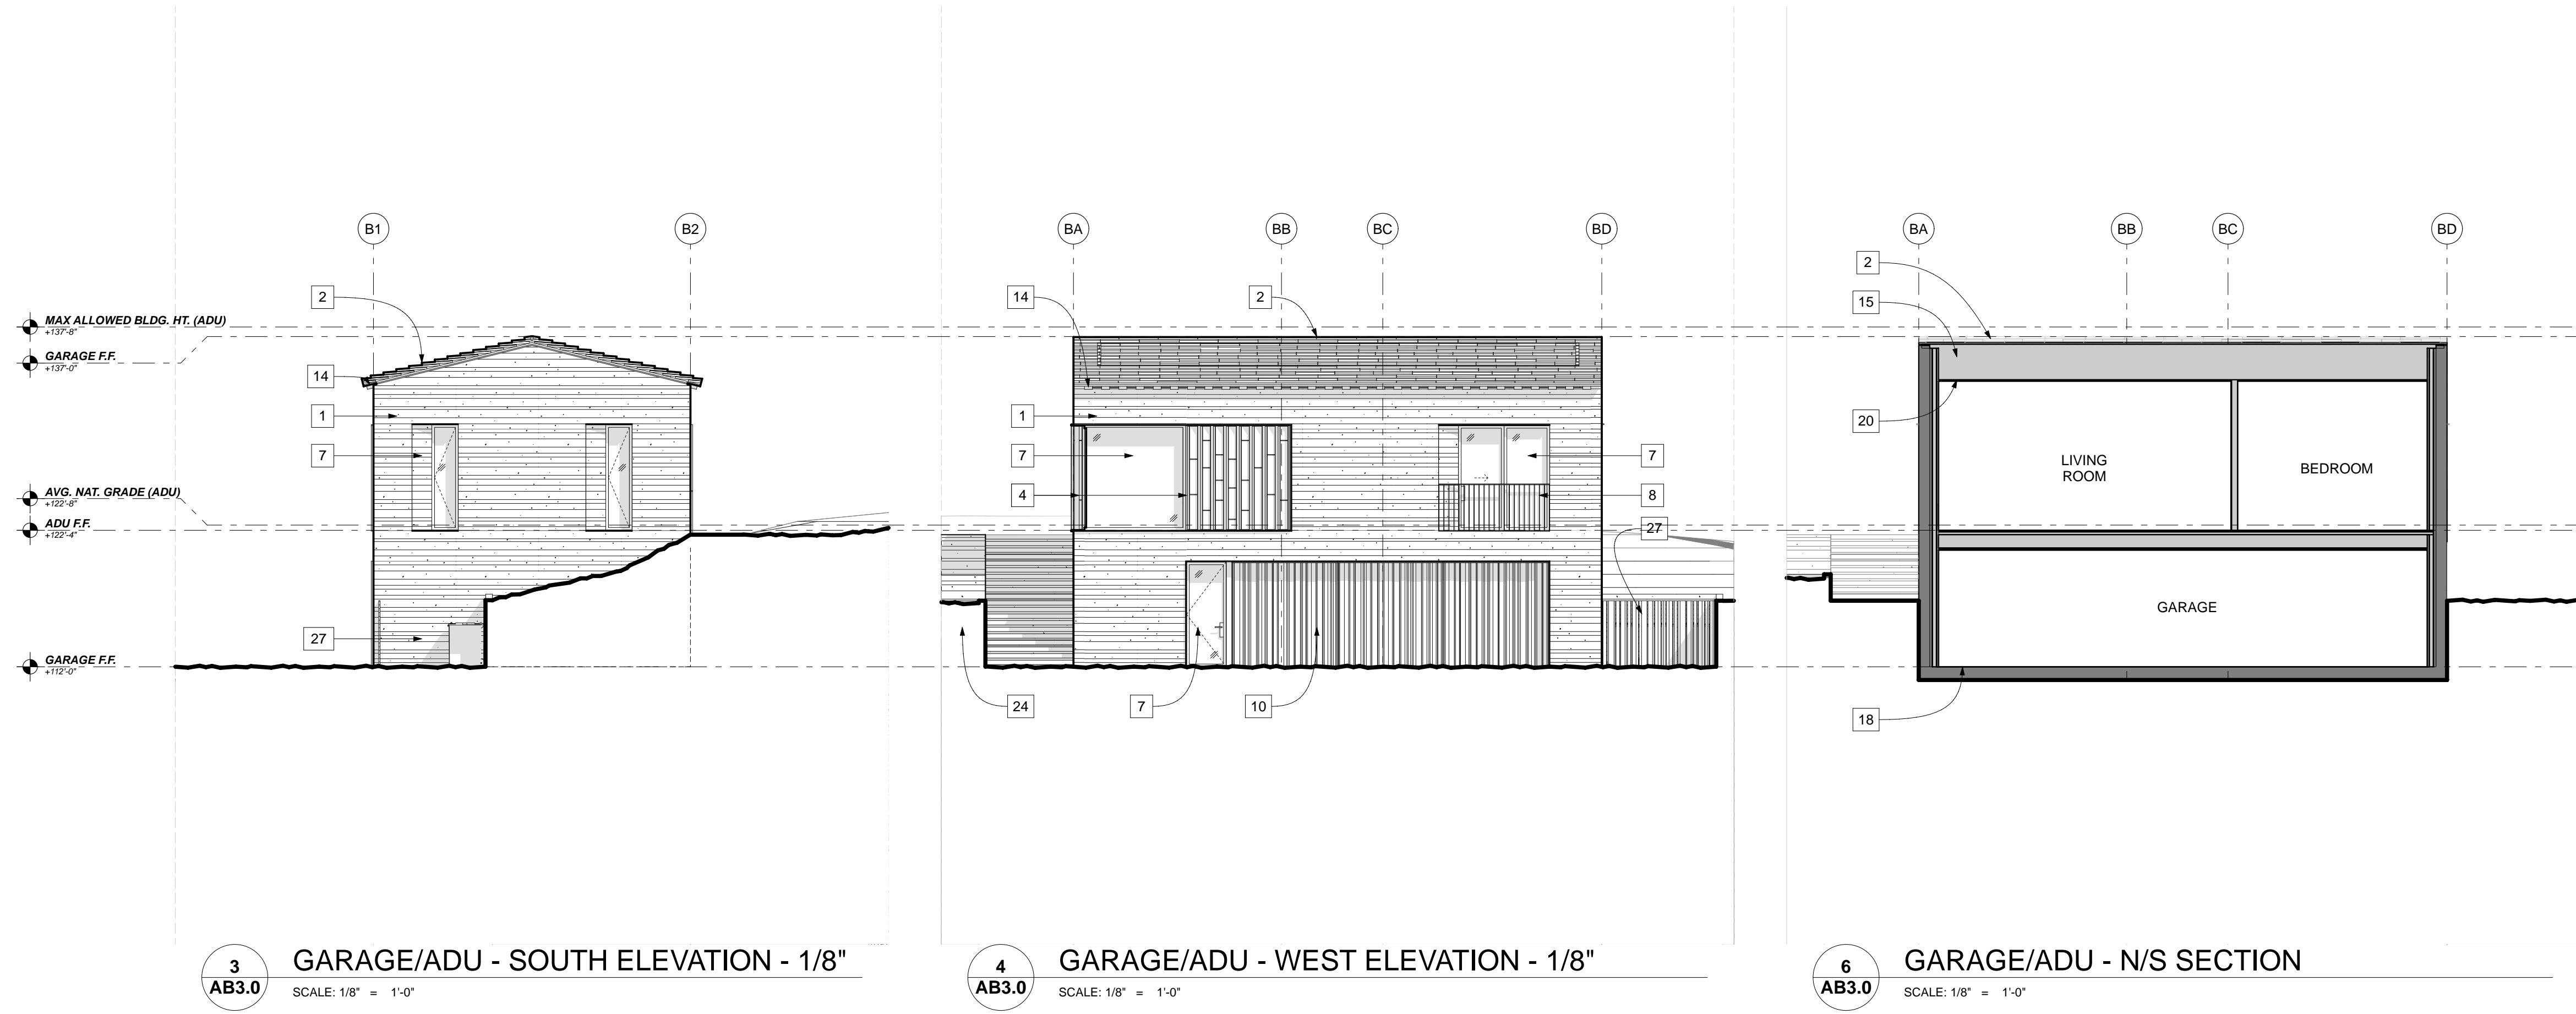 B1
B2
BA
BB
BC
BD
BA
BB
BC
BD
2
14
1
7
27
MAX ALLOWED BLDG. HT. (ADU)
+137'-8"
GARAGE F.F.
+137'-0"
AVG. NAT. GRADE (ADU)
+122'-8"
ADU F.F.
+122'-4"
GARAGE F.F.
+112'-0"
14
2
1
7
4
7
8
27
24
7
10
2
15
20
18
LIVING
ROOM
BEDROOM
GARAGE
3
AB3.0
GARAGE/ADU - SOUTH ELEVATION - 1/8"
SCALE: 1/8" = 1'-0"
4
AB3.0
GARAGE/ADU - WEST ELEVATION - 1/8"
SCALE: 1/8" = 1'-0"
6
AB3.0
GARAGE/ADU - N/S SECTION
SCALE: 1/8" = 1'-0"